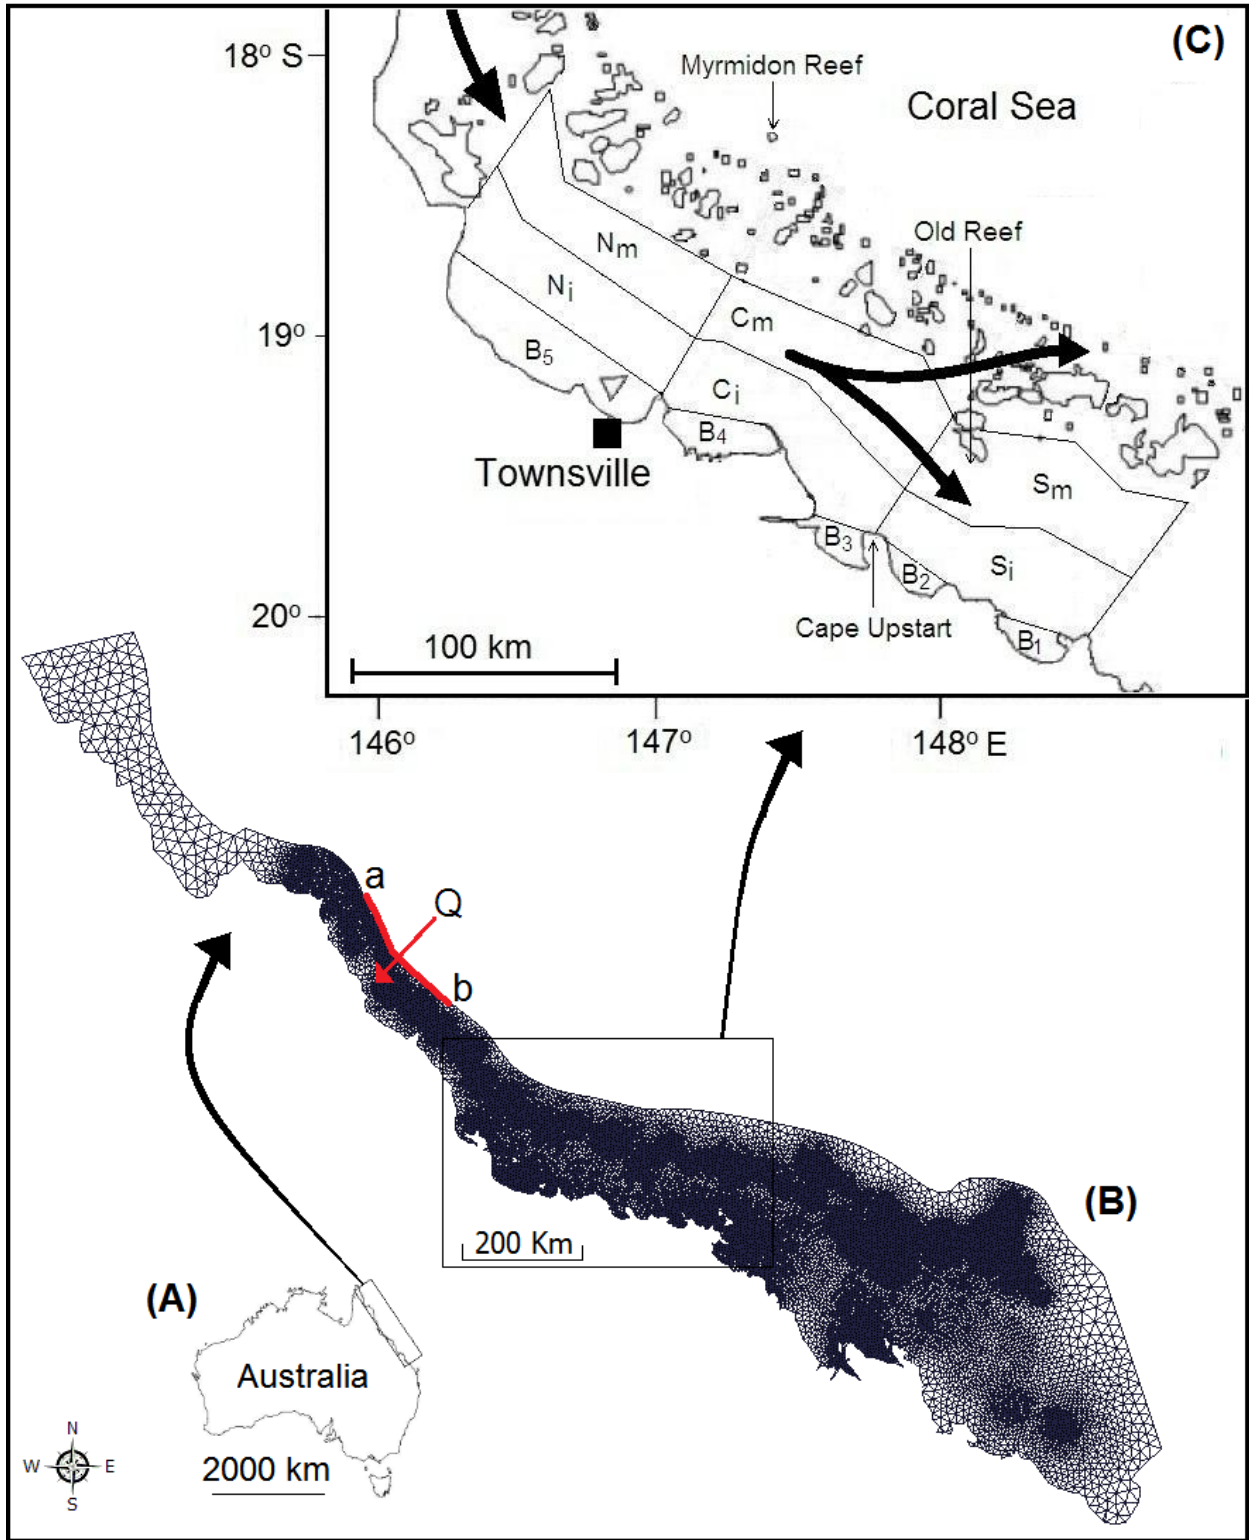 (C)
18° S
Myrmidon Reef
Coral Sea
Old Reef
Nm
Ni
Cm
19°
B5
Ci
B4
Townsville
Sm
B3
B2
Si
20°
Cape Upstart
B1
100 km
146°
147°
148° E
a
Q
b
200 Km
(B)
(A)
Australia
N
W
E
S
2000 km